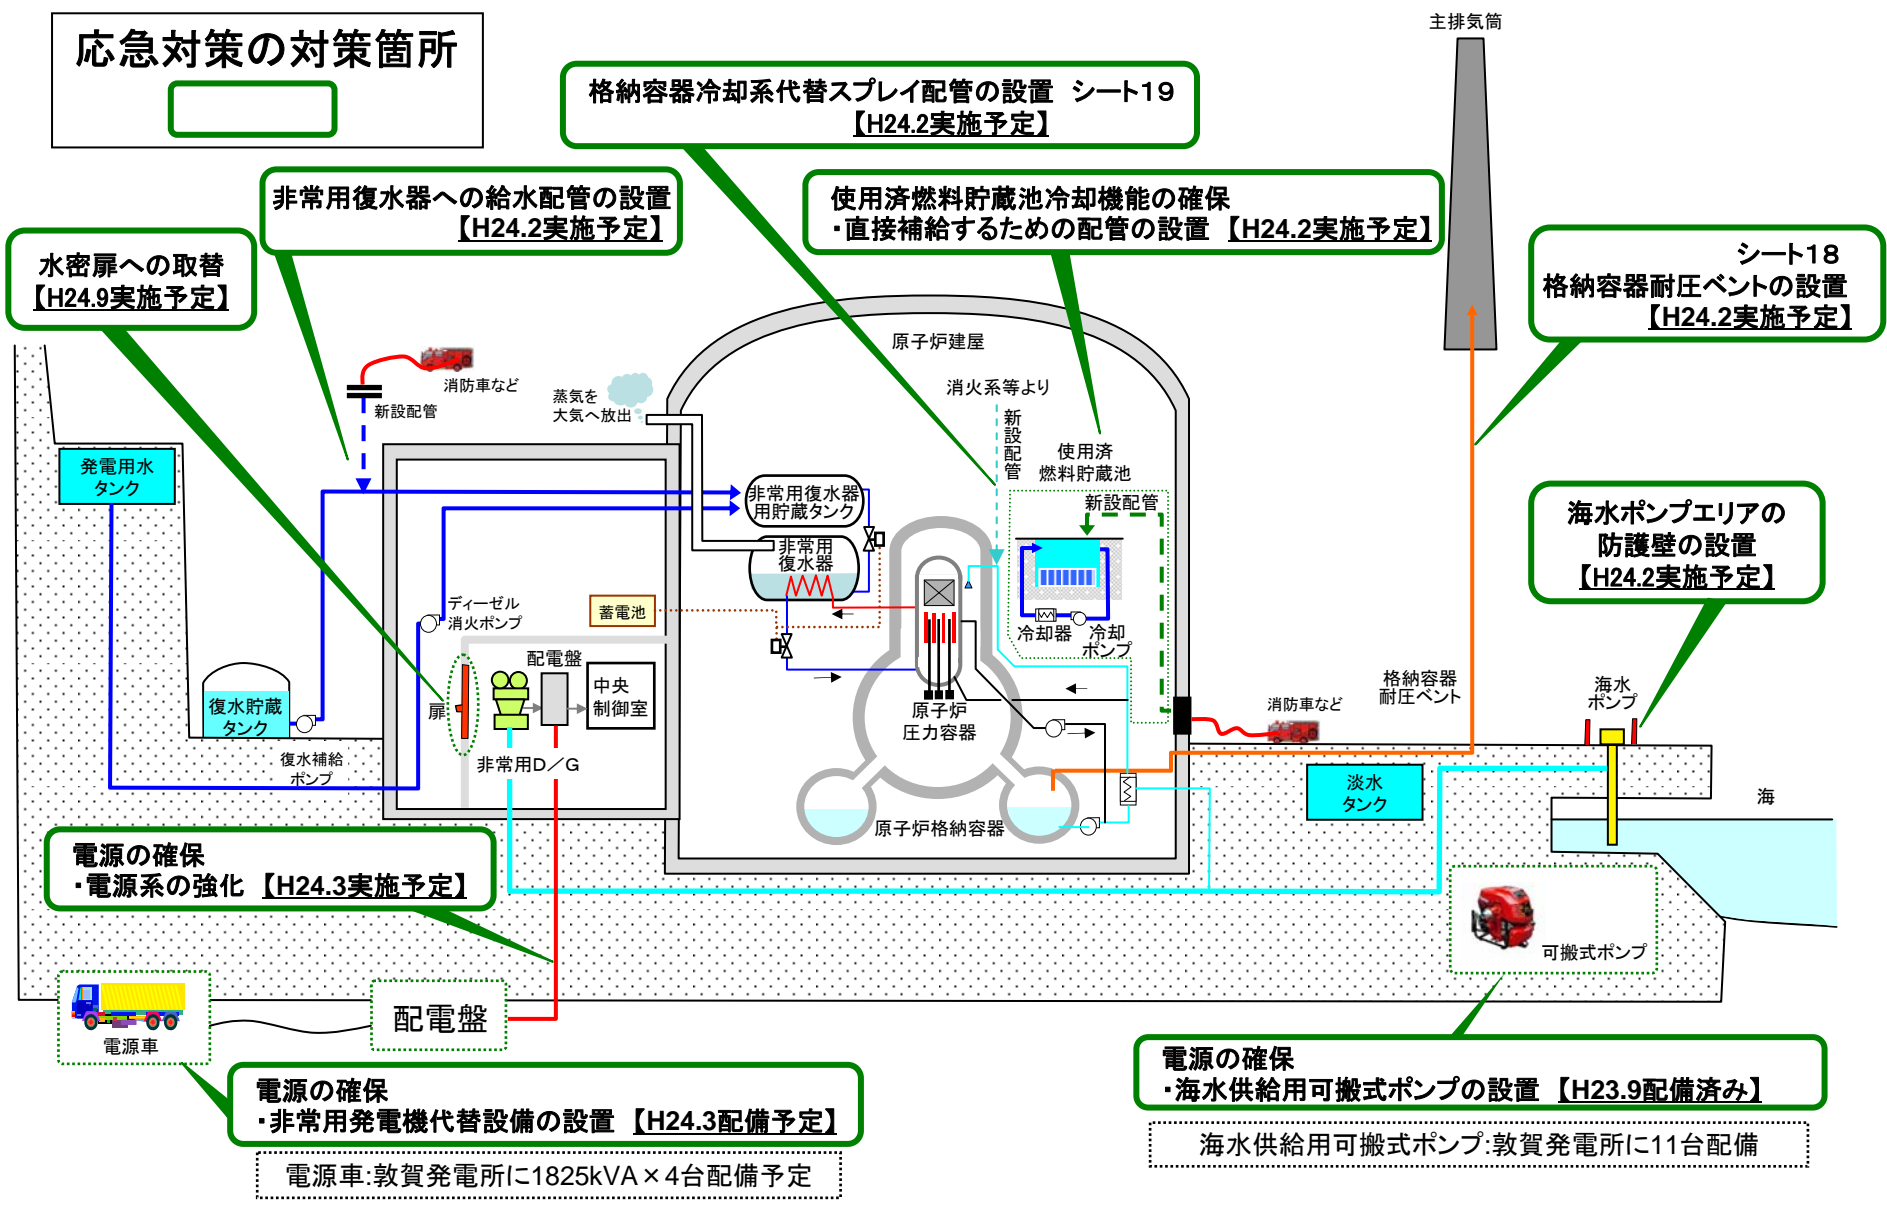 応急対策の対策箇所
主排気筒
格納容器冷却系代替スプレイ配管の設置　シート19
【H24.2実施予定】
非常用復水器への給水配管の設置
【H24.2実施予定】
使用済燃料貯蔵池冷却機能の確保
・直接補給するための配管の設置 【H24.2実施予定】
水密扉への取替
【H24.9実施予定】
シート18
格納容器耐圧ベントの設置
【H24.2実施予定】
原子炉建屋
消防車など
新設配管
蒸気を
大気へ放出
消火系等より
新設配管
使用済
燃料貯蔵池
新設配管
発電用水
タンク
非常用復水器
用貯蔵タンク
非常用
復水器
海水ポンプエリアの
防護壁の設置
【H24.2実施予定】
ディーゼル
消火ポンプ
蓄電池
冷却器
冷却
ポンプ
配電盤
中央
制御室
扉
復水貯蔵
タンク
原子炉
圧力容器
格納容器
耐圧ベント
海水
ポンプ
消防車など
復水補給
ポンプ
非常用D／G
淡水
タンク
海
原子炉格納容器
電源の確保
・電源系の強化 【H24.3実施予定】
可搬式ポンプ
電源車
配電盤
電源の確保
・非常用発電機代替設備の設置 【H24.3配備予定】
電源車:敦賀発電所に1825kVA×4台配備予定
電源の確保
・海水供給用可搬式ポンプの設置 【H23.9配備済み】
海水供給用可搬式ポンプ:敦賀発電所に11台配備